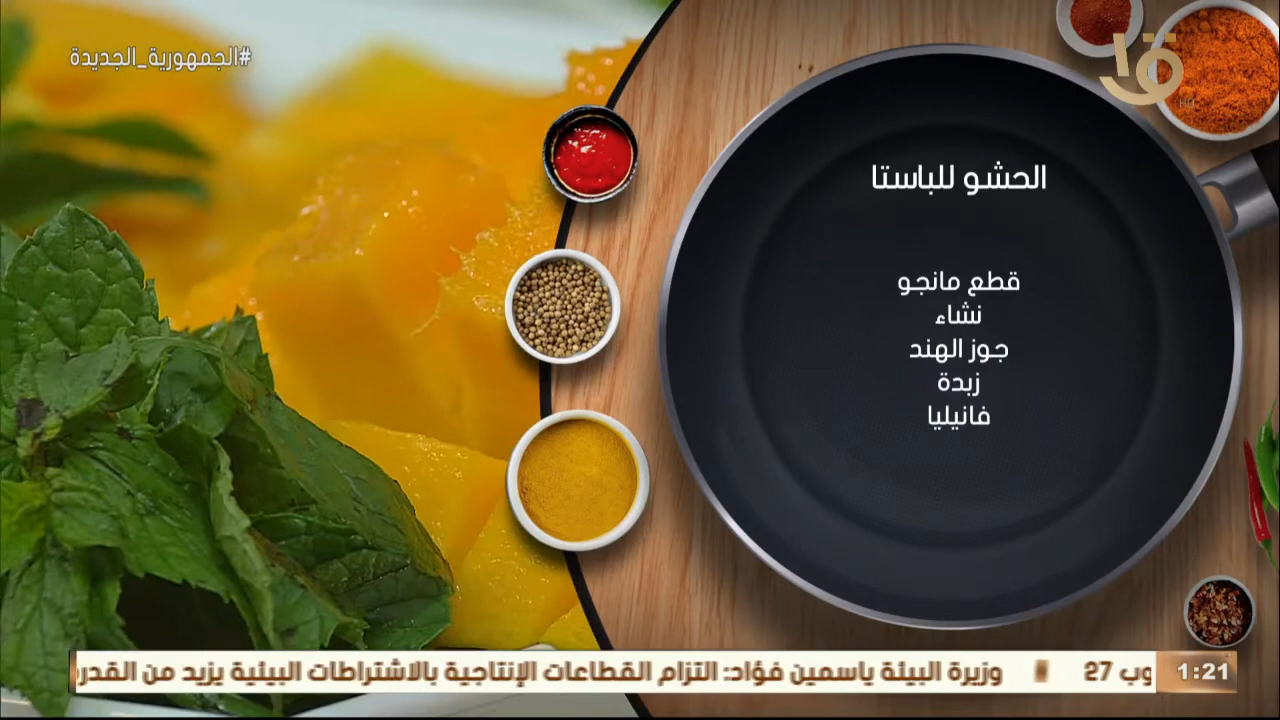 #الجمهورية_الجديدة
الحشو للباستا
قطع مانجو
نشاء
جوز الهند
زبدة
فانيليا
1:21
وب 27 وزيرة البيئة ياسمين فؤاد: التزام القطاعات الإنتاجية بالاشتراطات البيئية يزيد من القدر